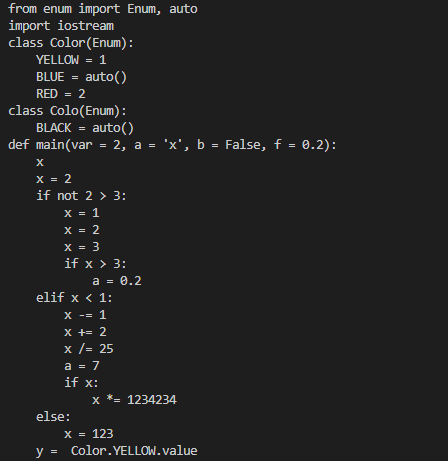 from enum import Enum, auto
import iostream
class Color(Enum):
    YELLOW = 1
    BLUE = auto()
    RED = 2
class Colo(Enum):
    BLACK = auto()
def main(var = 2, a = 'x', b = False, f = 0.2):
    x
    x = 2
    if not 2 > 3:
        x = 1
        x = 2
        x = 3
        if x > 3:
            a = 0.2
    elif x < 1:
        x -= 1
        x += 2
        x /= 25
        a = 7
        if x:
            x *= 1234234
    else:
        x = 123
    y =  Color.YELLOW.value